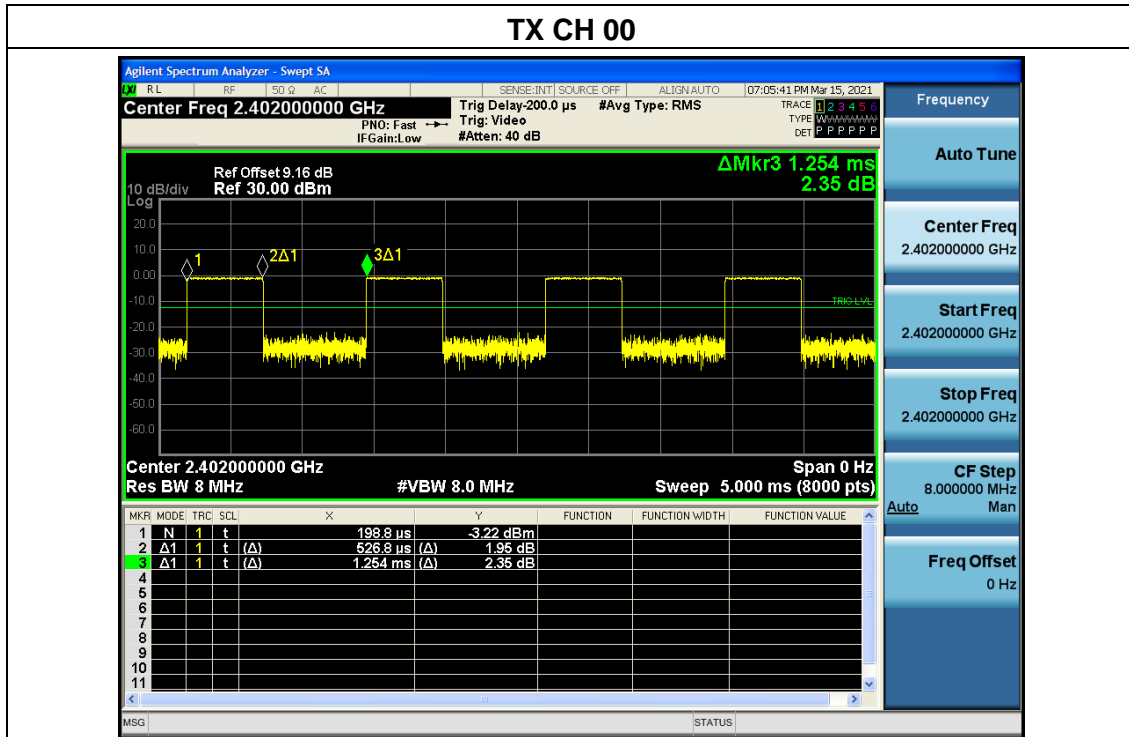 TX CH 00
Agilent Spectrum Analyzer - Swept SA
LXI RL RF 50 Ω AC SENSE:INT SOURCE OFF ALIGN AUTO 07:05:41 PM Mar 15, 2021
Center Freq 2.402000000 GHz Trig Delay-200.0 µs #Avg Type: RMS TRACE 1 2 3 4 5 6
PNO: Fast Trig: Video TYPE
IFGain:Low #Atten: 40 dB DET P P P P P P
Frequency
Auto Tune
Center Freq
2.402000000 GHz
Start Freq
2.402000000 GHz
Stop Freq
2.402000000 GHz
CF Step
8.000000 MHz
Auto Man
Freq Offset
0 Hz
ΔMkr3 1.254 ms
2.35 dB
Ref Offset 9.16 dB
10 dB/div Ref 30.00 dBm
Log
20.0
10.0
0.00
-10.0
-20.0
-30.0
-40.0
-50.0
-60.0
1 2Δ1 3Δ1
TRIG LVL
Center 2.402000000 GHz Span 0 Hz
Res BW 8 MHz #VBW 8.0 MHz Sweep 5.000 ms (8000 pts)
MKR MODE TRC SCL X Y FUNCTION FUNCTION WIDTH FUNCTION VALUE
1 N 1 t 198.8 µs -3.22 dBm
2 Δ1 1 t (Δ) 526.8 µs (Δ) 1.95 dB
3 Δ1 1 t (Δ) 1.254 ms (Δ) 2.35 dB
4
5
6
7
8
9
10
11
MSG STATUS